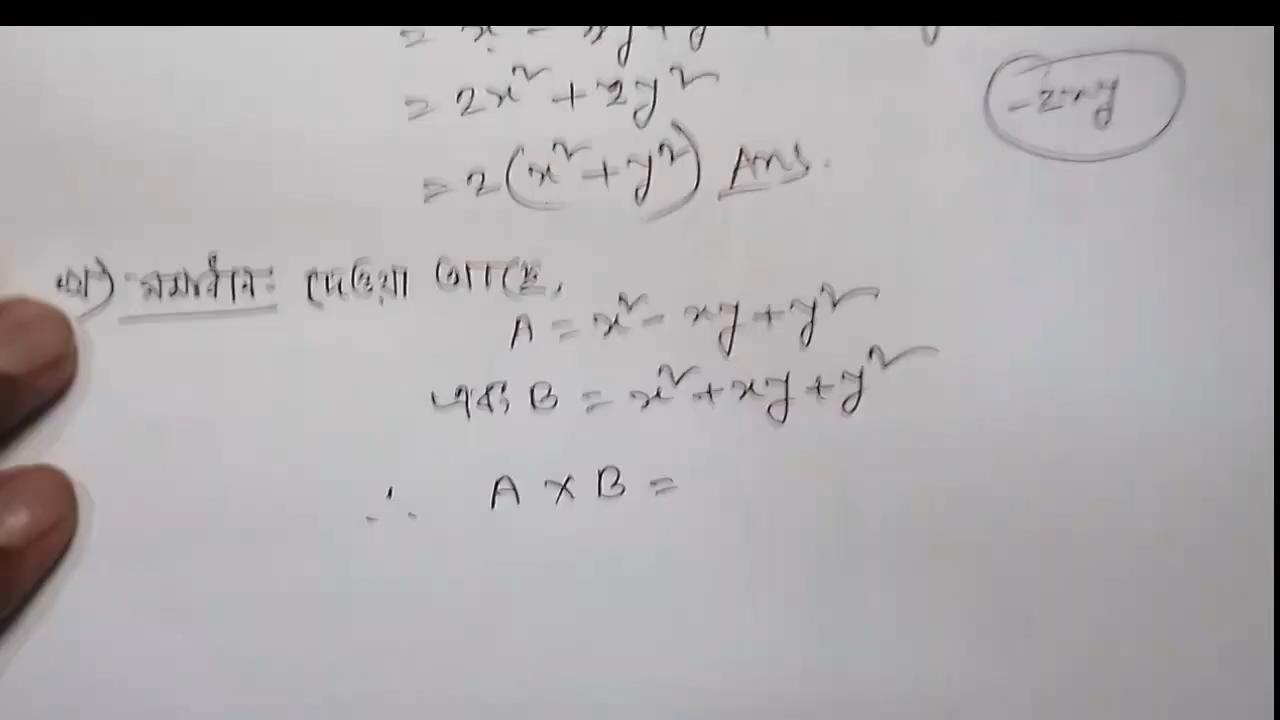 = 2x² + 2y²
= 2(x² + y²) Ans.
-2xy
সমাধান: দেওয়া আছে,
A = x² - xy + y²
এবং B = x² + xy + y²
∴ A × B =